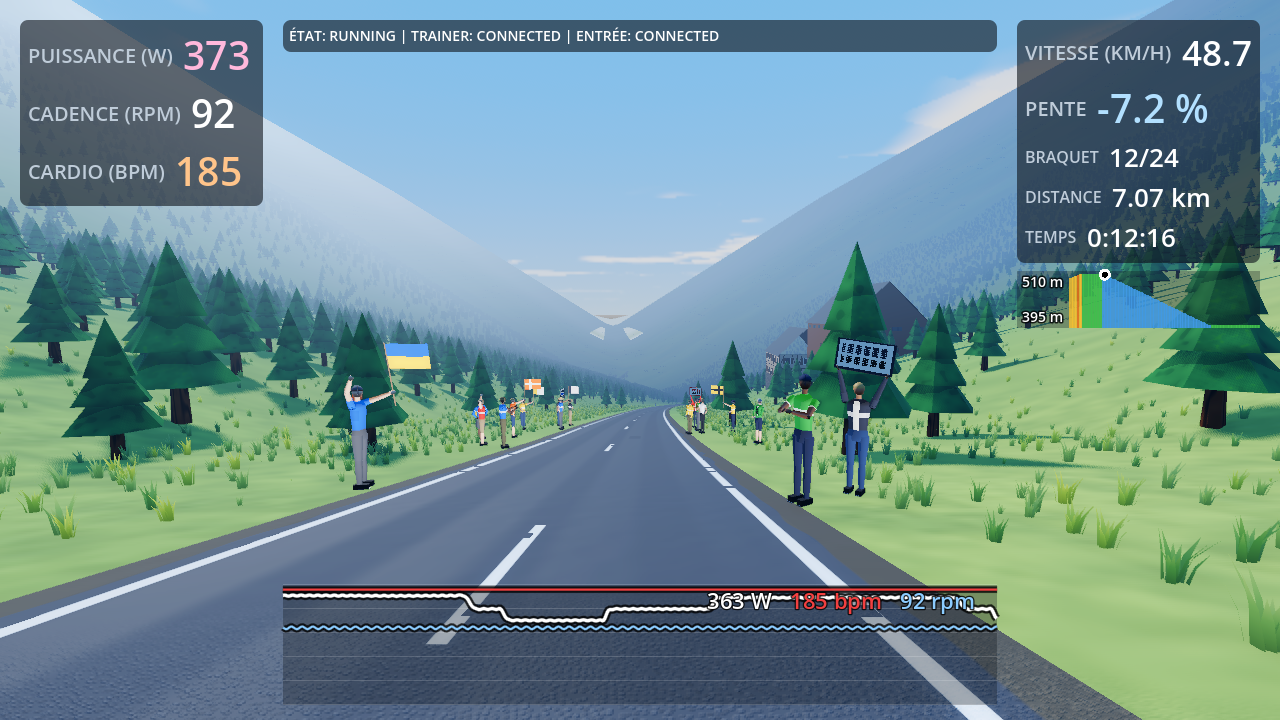 PUISSANCE (W) 373
CADENCE (RPM) 92
CARDIO (BPM) 185
ÉTAT: RUNNING | TRAINER: CONNECTED | ENTRÉE: CONNECTED
VITESSE (KM/H) 48.7
PENTE -7.2 %
BRAQUET 12/24
DISTANCE 7.07 km
TEMPS 0:12:16
510 m
395 m
363 W 185 bpm 92 rpm